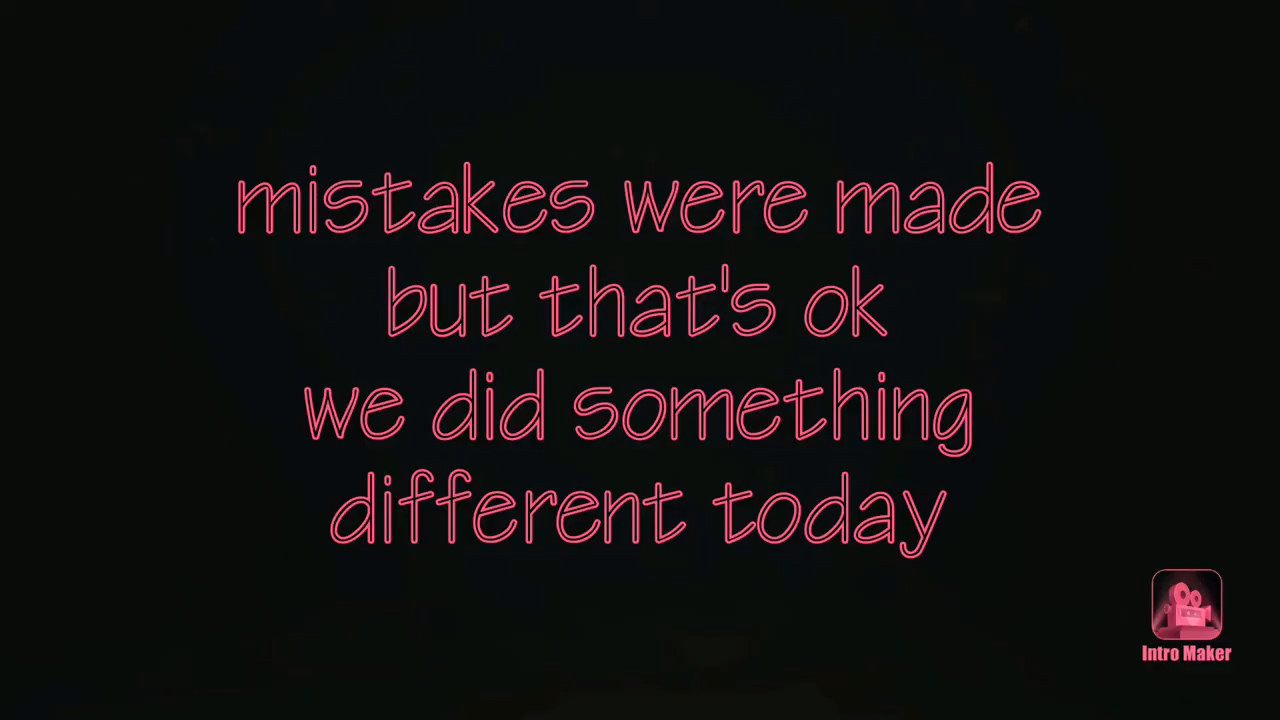 mistakes were made
but that's ok
we did something
different today
Intro Maker